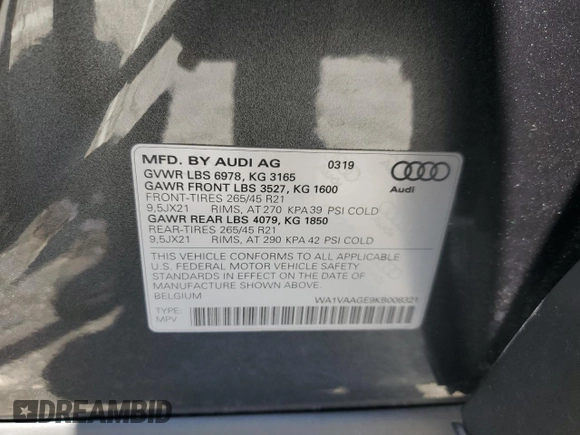 MFD. BY AUDI AG 0319
GVWR LBS 6978, KG 3165
GAWR FRONT LBS 3527, KG 1600
FRONT-TIRES 265/45 R21
9,5JX21 RIMS, AT 270 KPA 39 PSI COLD
GAWR REAR LBS 4079, KG 1850
REAR-TIRES 265/45 R21
9,5JX21 RIMS, AT 290 KPA 42 PSI COLD
Audi
THIS VEHICLE CONFORMS TO ALL APPLICABLE
U.S. FEDERAL MOTOR VEHICLE SAFETY
STANDARDS IN EFFECT ON THE DATE OF
MANUFACTURE SHOWN ABOVE.
BELGIUM
WA1VAAGE9KB008321
TYPE:
MPV
DREAMBID